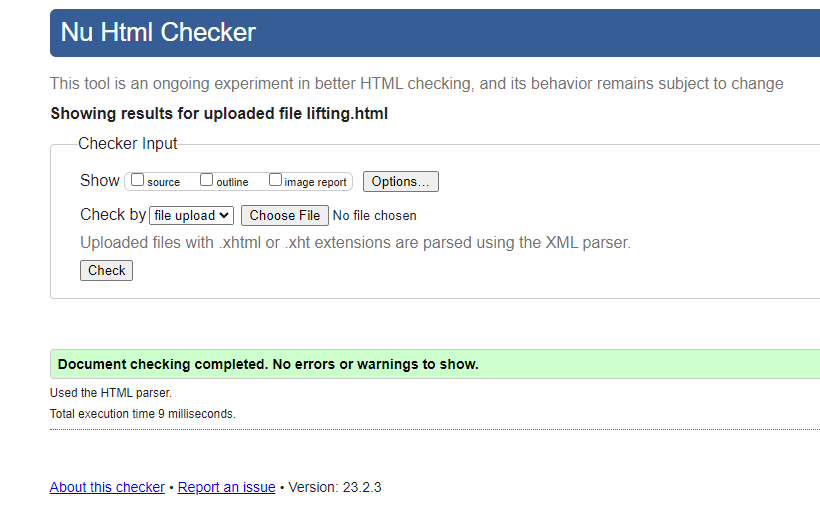 Nu Html Checker
This tool is an ongoing experiment in better HTML checking, and its behavior remains subject to change
Showing results for uploaded file lifting.html
Checker Input
Show source outline image report Options...
Check by file upload Choose File No file chosen
Uploaded files with .xhtml or .xht extensions are parsed using the XML parser.
Check
Document checking completed. No errors or warnings to show.
Used the HTML parser.
Total execution time 9 milliseconds.
About this checker • Report an issue • Version: 23.2.3